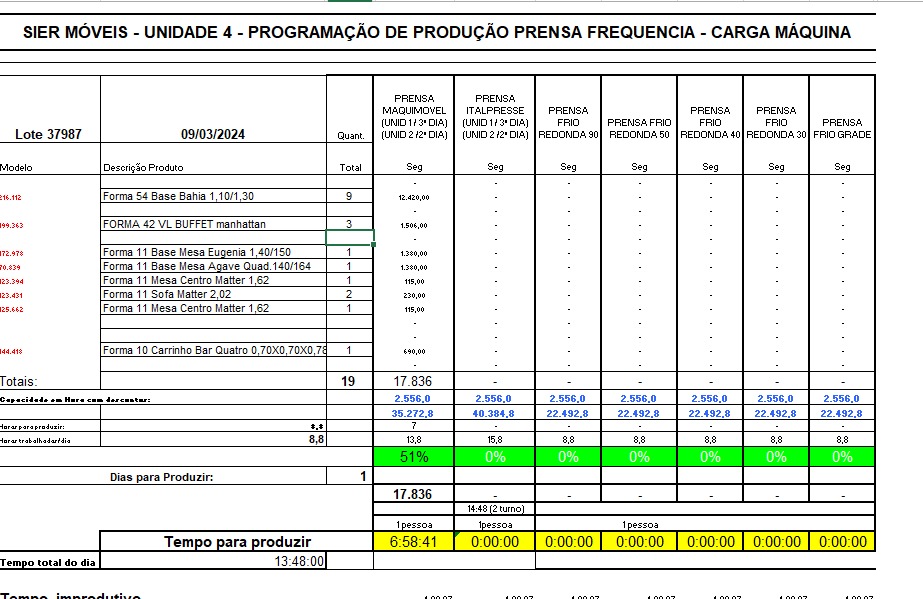 SIER MÓVEIS - UNIDADE 4 - PROGRAMAÇÃO DE PRODUÇÃO PRENSA FREQUENCIA - CARGA MÁQUINA
Lote 37987 09/03/2024 Quant. PRENSA MAQUIMOVEL (UNID 1 / 3ª DIA) (UNID 2 /2ª DIA) PRENSA ITALPRESSE (UNID 1 / 3ª DIA) (UNID 2 /2ª DIA) PRENSA FRIO REDONDA 90 PRENSA FRIO REDONDA 50 PRENSA FRIO REDONDA 40 PRENSA FRIO REDONDA 30 PRENSA FRIO GRADE
Modelo Descrição Produto Total Seg Seg Seg Seg Seg Seg Seg
- - - - - - -
216.112 Forma 54 Base Bahia 1,10/1,30 9 12.420,00 - - - - - -
- - - - - - -
199.363 FORMA 42 VL BUFFET manhattan 3 1.506,00 - - - - - -
- - - - - - -
172.978 Forma 11 Base Mesa Eugenia 1,40/150 1 1.380,00 - - - - - -
70.839 Forma 11 Base Mesa Agave Quad.140/164 1 1.380,00 - - - - - -
123.394 Forma 11 Mesa Centro Matter 1,62 1 115,00 - - - - - -
123.431 Forma 11 Sofa Matter 2,02 2 230,00 - - - - - -
125.662 Forma 11 Mesa Centro Matter 1,62 1 115,00 - - - - - -
- - - - - - -
- - - - - - -
144.418 Forma 10 Carrinho Bar Quatro 0,70X0,70X0,78 1 690,00 - - - - - -
- - - - - - -
Totais: 19 17.836 - - - - - -
Capacidade em Hora com descontos: 2.556,0 2.556,0 2.556,0 2.556,0 2.556,0 2.556,0 2.556,0
35.272,8 40.384,8 22.492,8 22.492,8 22.492,8 22.492,8 22.492,8
Horas para produzir: 8,8 7 - - - - - -
Horas trabalhadas/dia 8,8 13,8 15,8 8,8 8,8 8,8 8,8 8,8
51% 0% 0% 0% 0% 0% 0%
Dias para Produzir: 1
17.836 - - - - - -
14:48 (2 turno)
1 pessoa 1 pessoa 1 pessoa
Tempo para produzir 6:58:41 0:00:00 0:00:00 0:00:00 0:00:00 0:00:00 0:00:00
Tempo total do dia 13:48:00
Tempo improdutivo